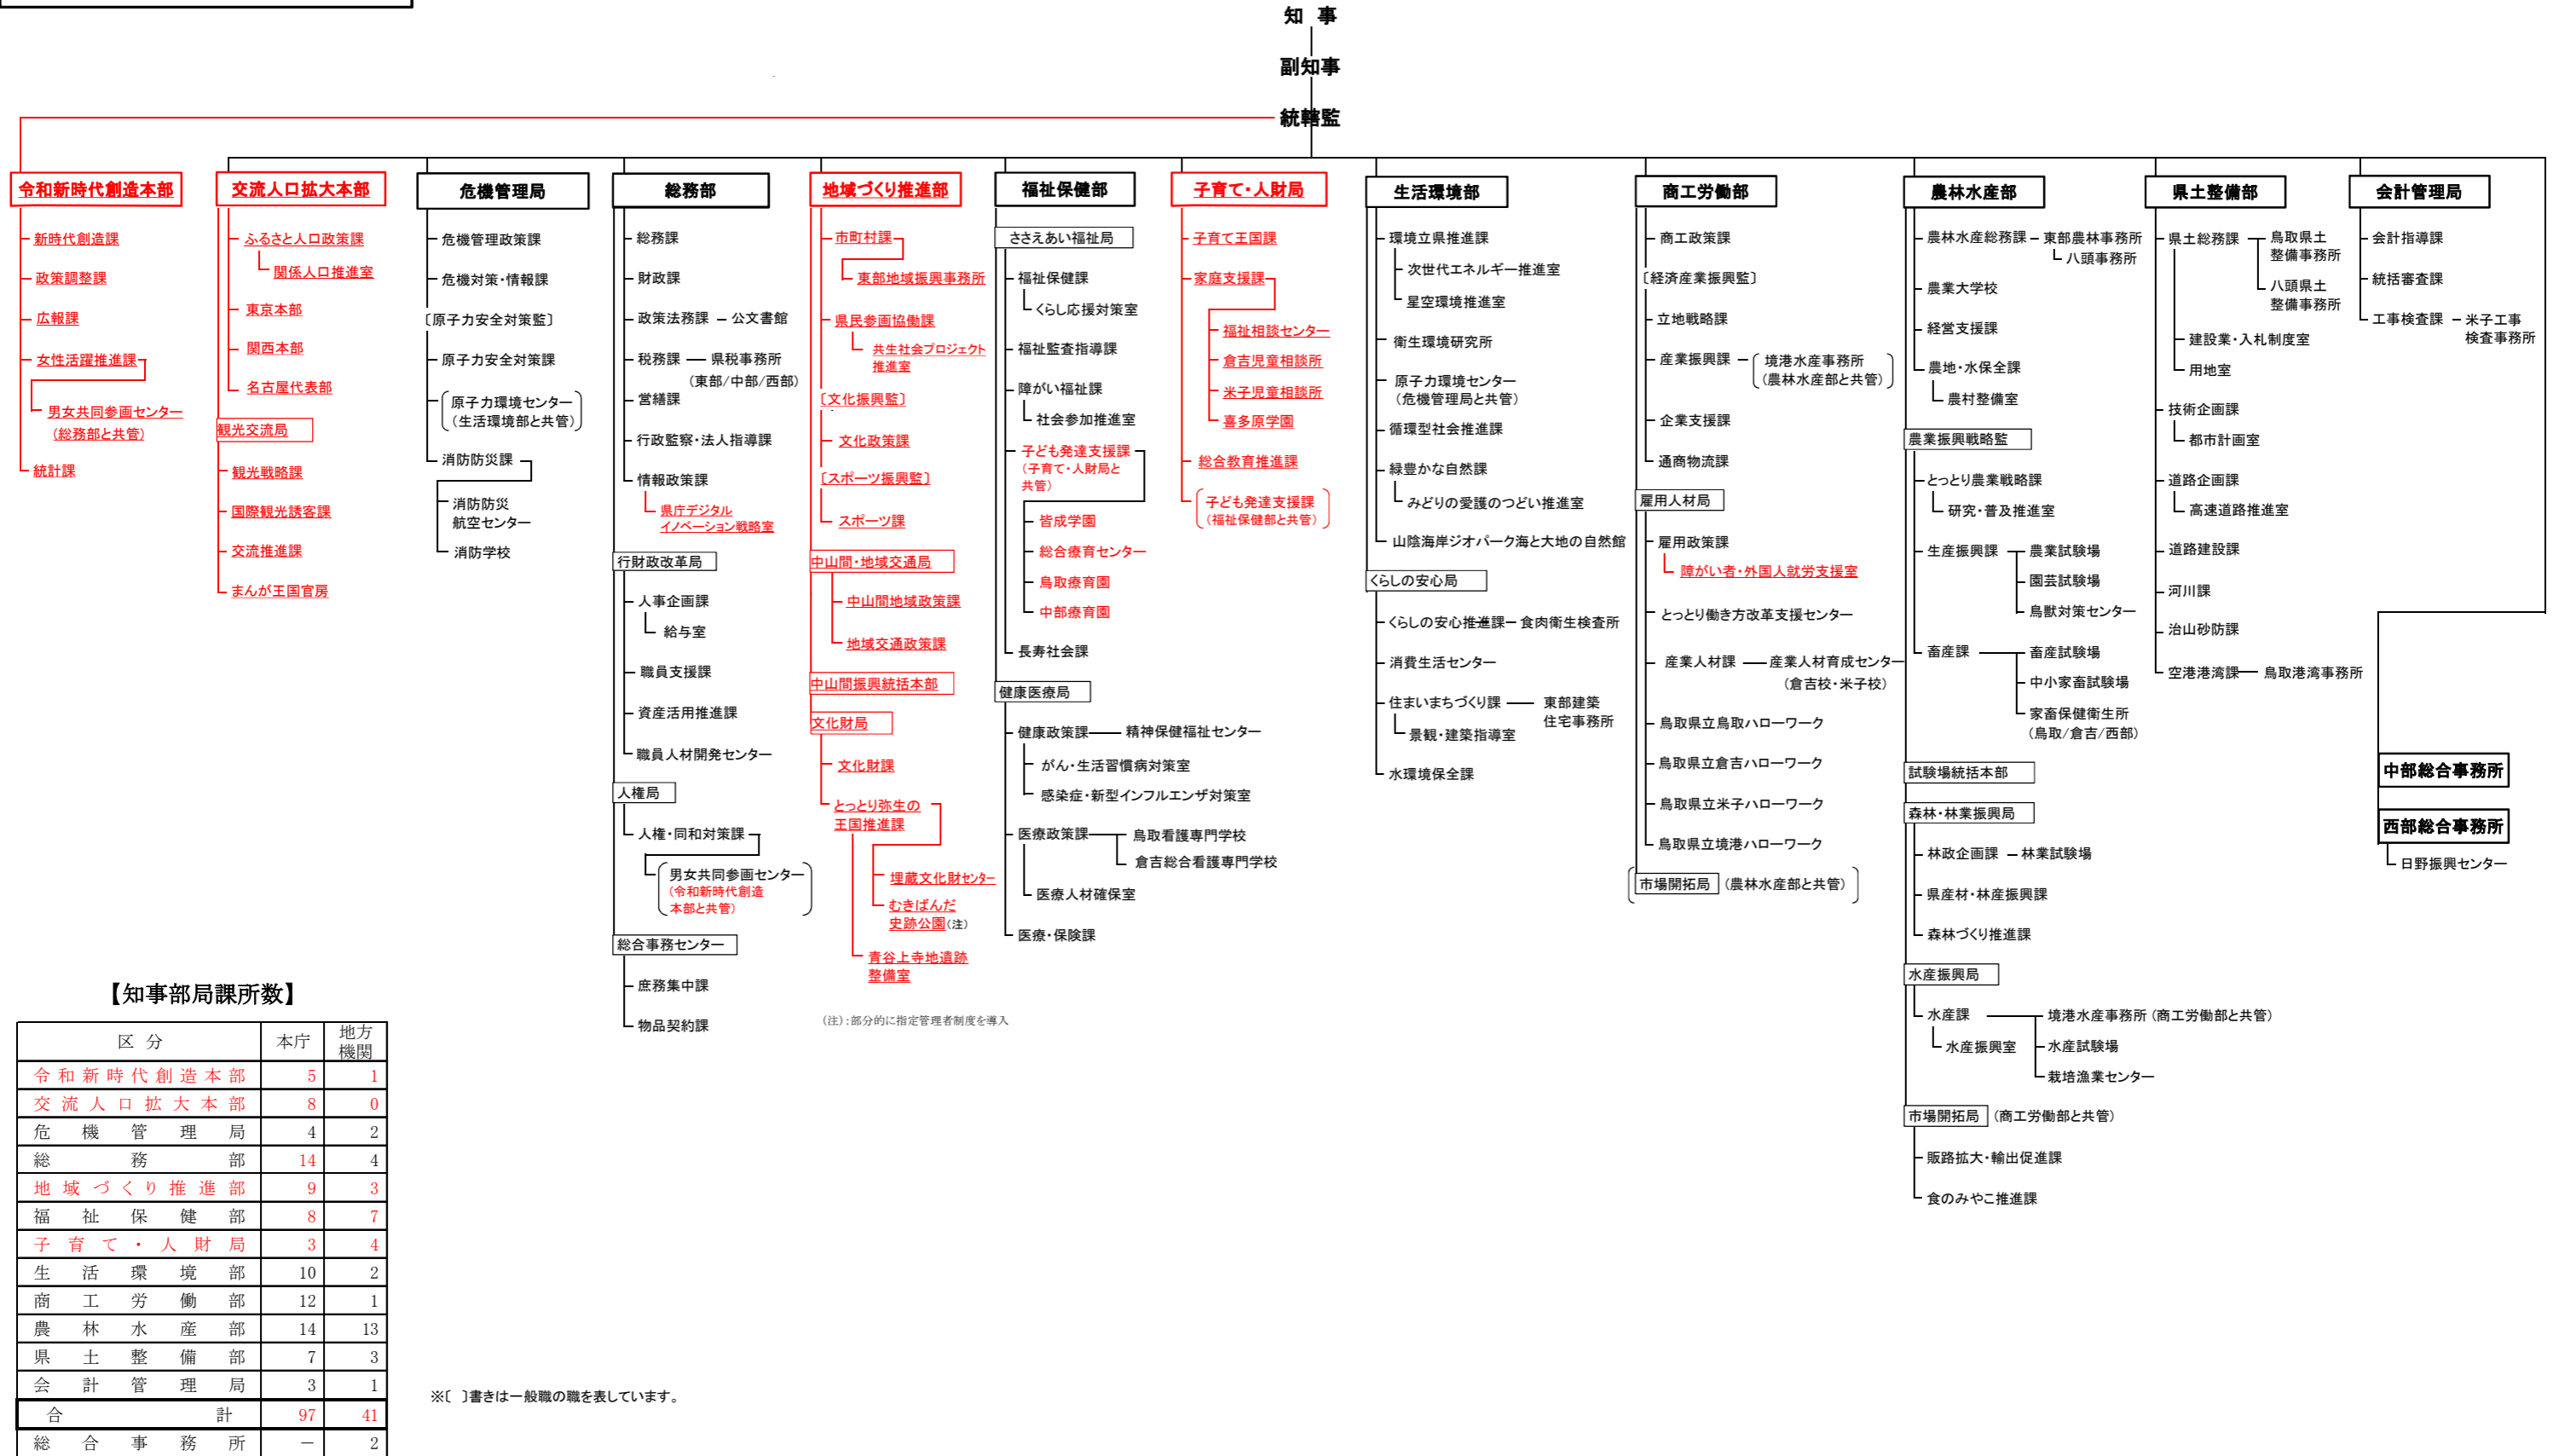 知 事
副知事
統轄監
令和新時代創造本部
新時代創造課
政策調整課
広報課
女性活躍推進課
男女共同参画センター
(総務部と共管)
統計課
交流人口拡大本部
ふるさと人口政策課
関係人口推進室
東京本部
関西本部
名古屋代表部
観光交流局
観光戦略課
国際観光誘客課
交流推進課
まんが王国官房
危機管理局
危機管理政策課
危機対策・情報課
〔原子力安全対策監〕
原子力安全対策課
原子力環境センター
(生活環境部と共管)
消防防災課
消防防災
航空センター
消防学校
総務部
総務課
財政課
政策法務課 - 公文書館
税務課 - 県税事務所
(東部/中部/西部)
営繕課
行政監察・法人指導課
情報政策課
県庁デジタル
イノベーション戦略室
行財政改革局
人事企画課
給与室
職員支援課
資産活用推進課
職員人材開発センター
人権局
人権・同和対策課
男女共同参画センター
(令和新時代創造
本部と共管)
総合事務センター
庶務集中課
物品契約課
地域づくり推進部
市町村課
東部地域振興事務所
県民参画協働課
共生社会プロジェクト
推進室
〔文化振興監〕
文化政策課
〔スポーツ振興監〕
スポーツ課
中山間・地域交通局
中山間地域政策課
地域交通政策課
中山間振興統括本部
文化財局
文化財課
とっとり弥生の
王国推進課
埋蔵文化財センター
むきばんだ
史跡公園(注)
青谷上寺地遺跡
整備室
(注):部分的に指定管理者制度を導入
福祉保健部
ささえあい福祉局
福祉保健課
くらし応援対策室
福祉監査指導課
障がい福祉課
社会参加推進室
子ども発達支援課
(子育て・人財局と
共管)
皆成学園
総合療育センター
鳥取療育園
中部療育園
長寿社会課
健康医療局
健康政策課 精神保健福祉センター
がん・生活習慣病対策室
感染症・新型インフルエンザ対策室
医療政策課 鳥取看護専門学校
倉吉総合看護専門学校
医療人材確保室
医療・保険課
子育て・人財局
子育て王国課
家庭支援課
福祉相談センター
倉吉児童相談所
米子児童相談所
喜多原学園
総合教育推進課
子ども発達支援課
(福祉保健部と共管)
生活環境部
環境立県推進課
次世代エネルギー推進室
星空環境推進室
衛生環境研究所
原子力環境センター
(危機管理局と共管)
循環型社会推進課
緑豊かな自然課
みどりの愛護のつどい推進室
山陰海岸ジオパーク海と大地の自然館
くらしの安心局
くらしの安心推進課 - 食肉衛生検査所
消費生活センター
住まいまちづくり課 東部建築
住宅事務所
景観・建築指導室
水環境保全課
商工労働部
商工政策課
〔経済産業振興監〕
立地戦略課
産業振興課 境港水産事務所
(農林水産部と共管)
企業支援課
通商物流課
雇用人材局
雇用政策課
障がい者・外国人就労支援室
とっとり働き方改革支援センター
産業人材課 産業人材育成センター
(倉吉校・米子校)
鳥取県立鳥取ハローワーク
鳥取県立倉吉ハローワーク
鳥取県立米子ハローワーク
鳥取県立境港ハローワーク
市場開拓局 (農林水産部と共管)
農林水産部
農林水産総務課 - 東部農林事務所
八頭事務所
農業大学校
経営支援課
農地・水保全課
農村整備室
農業振興戦略監
とっとり農業戦略課
研究・普及推進室
生産振興課 農業試験場
園芸試験場
鳥獣対策センター
畜産課 畜産試験場
中小家畜試験場
家畜保健衛生所
(鳥取/倉吉/西部)
試験場統括本部
森林・林業振興局
林政企画課 - 林業試験場
県産材・林産振興課
森林づくり推進課
水産振興局
水産課 境港水産事務所 (商工労働部と共管)
水産振興室 水産試験場
栽培漁業センター
市場開拓局 (商工労働部と共管)
販路拡大・輸出促進課
食のみやこ推進課
県土整備部
県土総務課 鳥取県土
整備事務所
八頭県土
整備事務所
建設業・入札制度室
用地室
技術企画課
都市計画室
道路企画課
高速道路推進室
道路建設課
河川課
治山砂防課
空港港湾課 鳥取港湾事務所
会計管理局
会計指導課
統括審査課
工事検査課 - 米子工事
検査事務所
中部総合事務所
西部総合事務所
日野振興センター
【知事部局課所数】
区 分 本庁 地方機関
令和新時代創造本部 5 1
交流人口拡大本部 8 0
危機管理局 4 2
総務部 14 4
地域づくり推進部 9 3
福祉保健部 8 7
子育て・人財局 3 4
生活環境部 10 2
商工労働部 12 1
農林水産部 14 13
県土整備部 7 3
会計管理局 3 1
合計 97 41
総合事務所 − 2
※〔 〕書きは一般職の職を表しています。